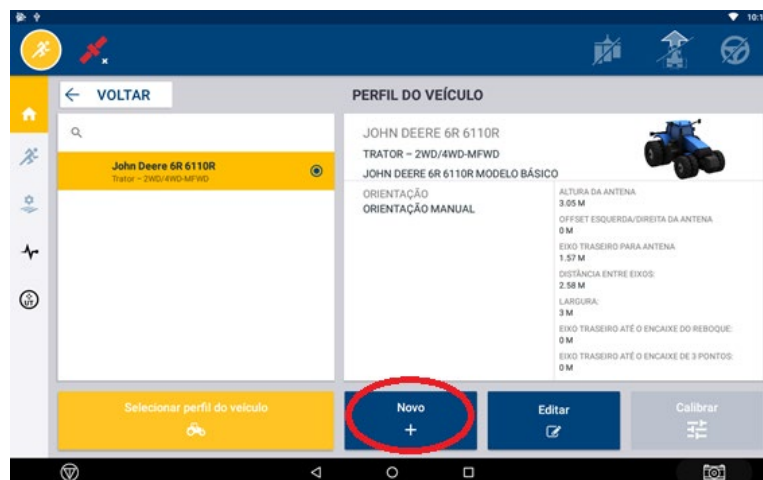 10:1
VOLTAR
PERFIL DO VEÍCULO
John Deere 6R 6110R
Trator - 2WD/4WD-MFWD
JOHN DEERE 6R 6110R
TRATOR – 2WD/4WD-MFWD
JOHN DEERE 6R 6110R MODELO BÁSICO
ORIENTAÇÃO
ORIENTAÇÃO MANUAL
ALTURA DA ANTENA
3.05 M
OFFSET ESQUERDA/DIREITA DA ANTENA
0 M
EIXO TRASEIRO PARA ANTENA
1.57 M
DISTÂNCIA ENTRE EIXOS:
2.58 M
LARGURA:
3 M
EIXO TRASEIRO ATÉ O ENCAIXE DO REBOQUE:
0 M
EIXO TRASEIRO ATÉ O ENCAIXE DE 3 PONTOS:
0 M
UT
Selecionar perfil do veículo
Novo
+
Editar
Calibrar